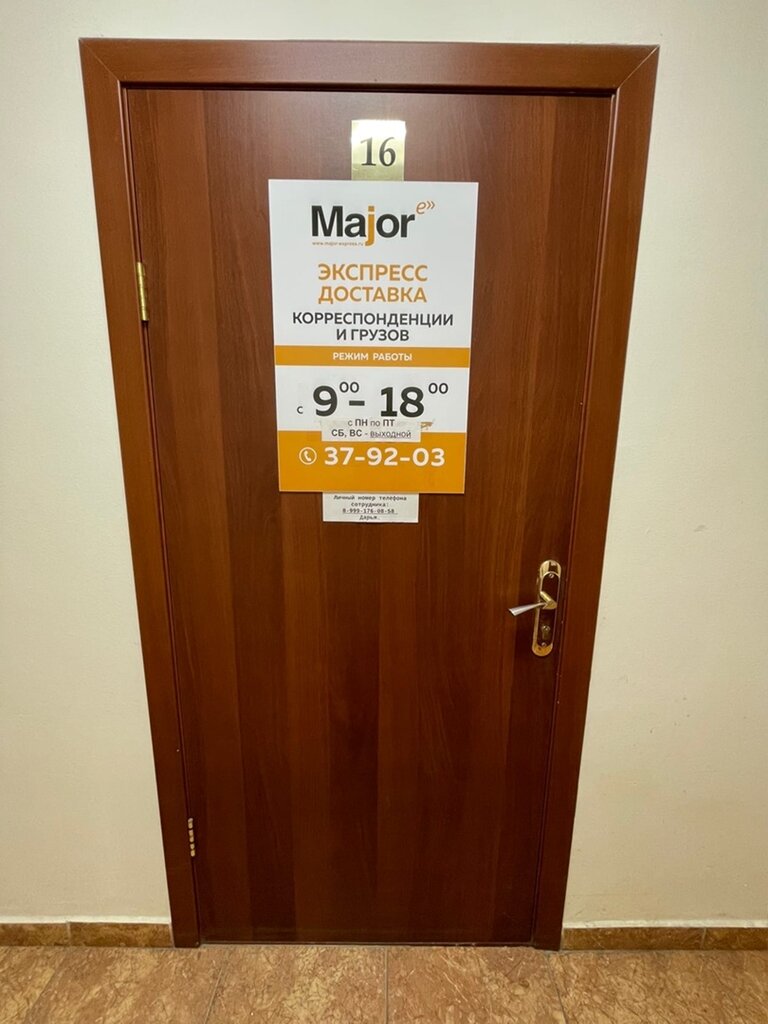 16
Major e»
www.major-express.ru
ЭКСПРЕСС
ДОСТАВКА
КОРРЕСПОНДЕНЦИИ
И ГРУЗОВ
РЕЖИМ РАБОТЫ
с 9⁰⁰ - 18⁰⁰
с ПН по ПТ
СБ, ВС - выходной
37-92-03
Личный номер телефона
сотрудника:
8-999-176-08-58
Дарья.